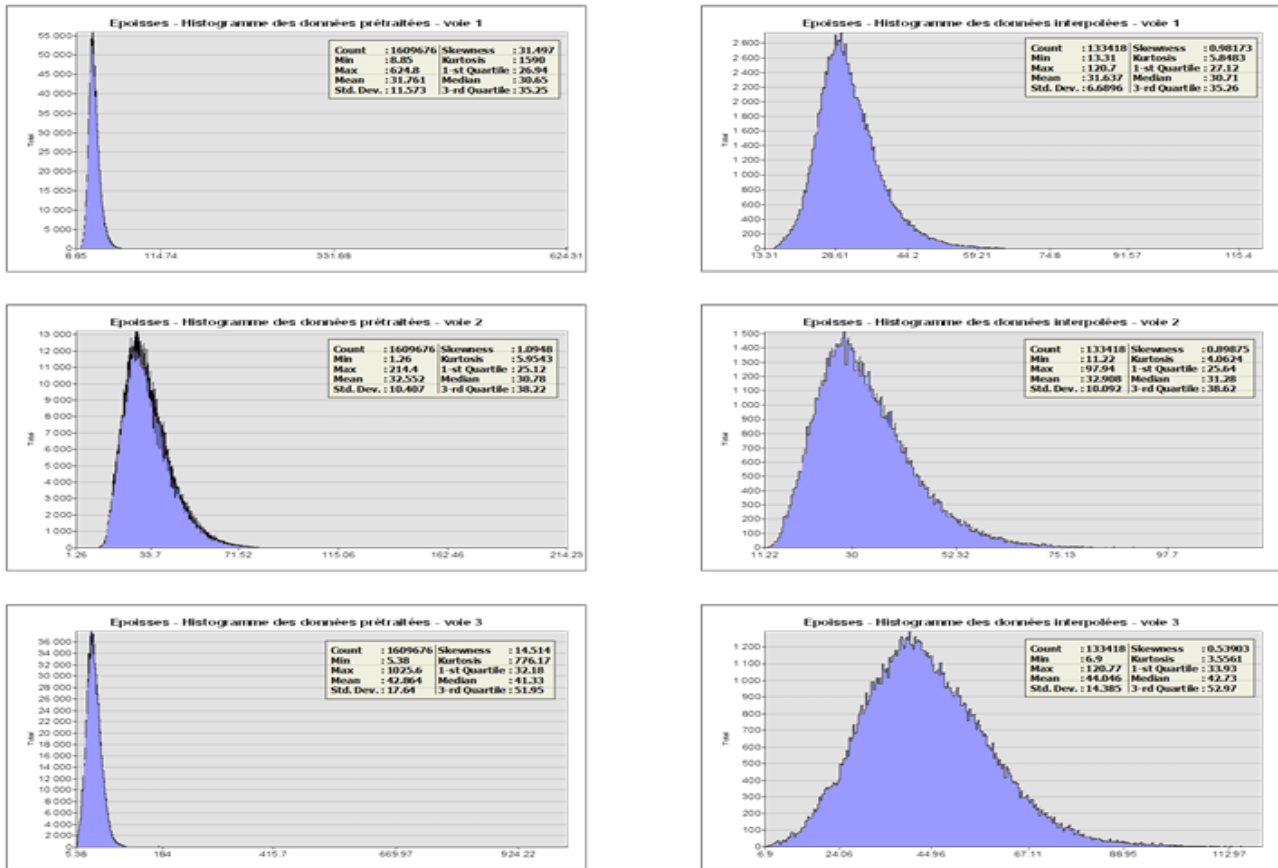 Epoisses - Histogramme des données prétraitées - voie 1
Count : 1609676 Skewness : 31.497
Min : 8.85 Kurtosis : 1590
Max : 624.8 1-st Quartile : 26.94
Mean : 31.761 Median : 30.65
Std. Dev. : 11.573 3-rd Quartile : 35.25
Total
55 000
50 000
45 000
40 000
35 000
30 000
25 000
20 000
15 000
10 000
5 000
0
8.85 114.74 331.68 624.31
Epoisses - Histogramme des données interpolées - voie 1
Count : 133418 Skewness : 0.98173
Min : 13.31 Kurtosis : 5.8483
Max : 120.7 1-st Quartile : 27.12
Mean : 31.637 Median : 30.71
Std. Dev. : 6.6896 3-rd Quartile : 35.26
Total
2 800
2 600
2 400
2 200
2 000
1 800
1 600
1 400
1 200
1 000
800
600
400
200
0
13.31 28.61 44.2 59.21 74.8 91.57 115.4
Epoisses - Histogramme des données prétraitées - voie 2
Count : 1609676 Skewness : 1.0948
Min : 1.26 Kurtosis : 5.9543
Max : 214.4 1-st Quartile : 25.12
Mean : 32.552 Median : 30.78
Std. Dev. : 10.407 3-rd Quartile : 38.22
Total
13 000
12 000
11 000
10 000
9 000
8 000
7 000
6 000
5 000
4 000
3 000
2 000
1 000
0
1.26 33.7 71.52 115.06 162.46 214.23
Epoisses - Histogramme des données interpolées - voie 2
Count : 133418 Skewness : 0.89875
Min : 11.22 Kurtosis : 4.0624
Max : 97.94 1-st Quartile : 25.64
Mean : 32.908 Median : 31.28
Std. Dev. : 10.092 3-rd Quartile : 38.62
Total
1 500
1 400
1 300
1 200
1 100
1 000
900
800
700
600
500
400
300
200
100
0
11.22 30 52.32 75.13 97.7
Epoisses - Histogramme des données prétraitées - voie 3
Count : 1609676 Skewness : 14.514
Min : 5.38 Kurtosis : 776.17
Max : 1025.6 1-st Quartile : 32.18
Mean : 42.864 Median : 41.33
Std. Dev. : 17.64 3-rd Quartile : 51.95
Total
36 000
34 000
32 000
30 000
28 000
26 000
24 000
22 000
20 000
18 000
16 000
14 000
12 000
10 000
8 000
6 000
4 000
2 000
0
5.38 164 415.7 669.97 924.22
Epoisses - Histogramme des données interpolées - voie 3
Count : 133418 Skewness : 0.53903
Min : 6.9 Kurtosis : 3.5561
Max : 120.77 1-st Quartile : 33.93
Mean : 44.046 Median : 42.73
Std. Dev. : 14.385 3-rd Quartile : 52.97
Total
1 200
1 100
1 000
900
800
700
600
500
400
300
200
100
0
6.9 24.06 44.96 67.11 88.95 112.97